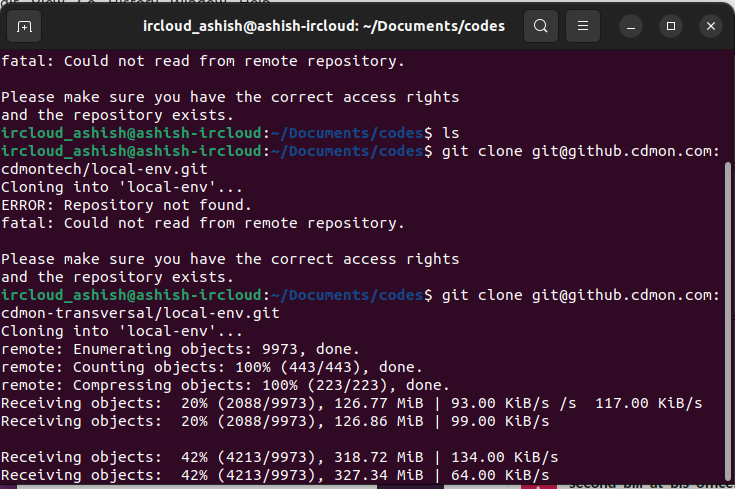 ircloud_ashish@ashish-ircloud: ~/Documents/codes
fatal: Could not read from remote repository.
Please make sure you have the correct access rights
and the repository exists.
ircloud_ashish@ashish-ircloud:~/Documents/codes$ ls
ircloud_ashish@ashish-ircloud:~/Documents/codes$ git clone git@github.cdmon.com:
cdmontech/local-env.git
Cloning into 'local-env'...
ERROR: Repository not found.
fatal: Could not read from remote repository.
Please make sure you have the correct access rights
and the repository exists.
ircloud_ashish@ashish-ircloud:~/Documents/codes$ git clone git@github.cdmon.com:
cdmon-transversal/local-env.git
Cloning into 'local-env'...
remote: Enumerating objects: 9973, done.
remote: Counting objects: 100% (443/443), done.
remote: Compressing objects: 100% (223/223), done.
Receiving objects:  20% (2088/9973), 126.77 MiB | 93.00 KiB/s /s  117.00 KiB/s
Receiving objects:  20% (2088/9973), 126.86 MiB | 99.00 KiB/s
Receiving objects:  42% (4213/9973), 318.72 MiB | 134.00 KiB/s
Receiving objects:  42% (4213/9973), 327.34 MiB | 64.00 KiB/s